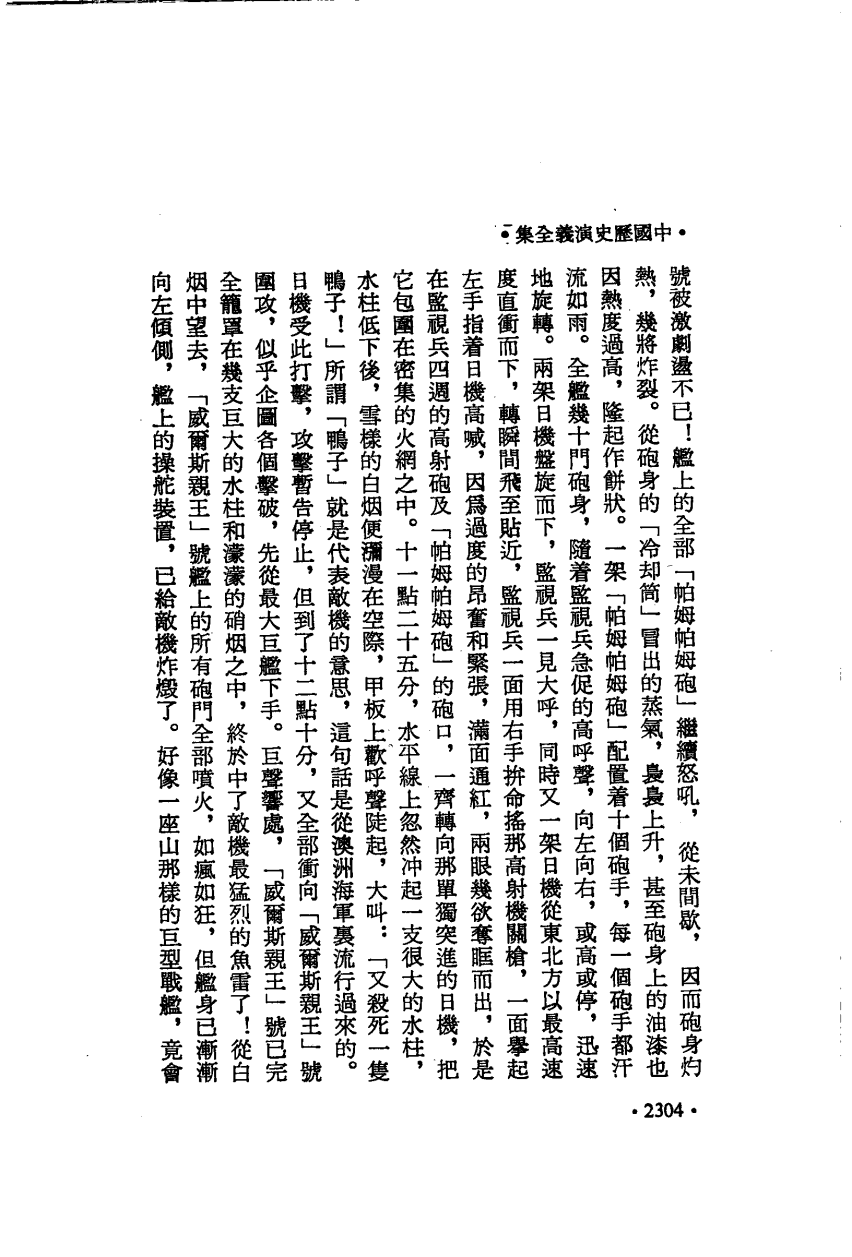 •中國歷史演義全集•
號被激劇盪不已！艦上的全部「帕姆帕姆砲」繼續怒吼，從未間歇，因而砲身灼
熱，幾將炸裂。從砲身的「冷却筒」冒出的蒸氣，裊裊上升，甚至砲身上的油漆也
因熱度過高，隆起作餅狀。一架「帕姆帕姆砲」配置着十個砲手，每一個砲手都汗
流如雨。全艦幾十門砲身，隨着監視兵急促的高呼聲，向左向右，或高或停，迅速
地旋轉。兩架日機盤旋而下，監視兵一見大呼，同時又一架日機從東北方以最高速
度直衝而下，轉瞬間飛至貼近，監視兵一面用右手拚命搖那高射機關槍，一面舉起
左手指着日機高喊，因爲過度的昂奮和緊張，滿面通紅，兩眼幾欲奪眶而出，於是
在監視兵四週的高射砲及「帕姆帕姆砲」的砲口，一齊轉向那單獨突進的日機，把
它包圍在密集的火網之中。十一點二十五分，水平線上忽然冲起一支很大的水柱，
水柱低下後，雪樣的白烟便瀰漫在空際，甲板上歡呼聲陡起，大叫：「又殺死一隻
鴨子！」所謂「鴨子」就是代表敵機的意思，這句話是從澳洲海軍裏流行過來的。
日機受此打擊，攻擊暫告停止，但到了十二點十分，又全部衝向「威爾斯親王」號
圍攻，似乎企圖各個擊破，先從最大巨艦下手。巨聲響處，「威爾斯親王」號已完
全籠罩在幾支巨大的水柱和濛濛的硝烟之中，終於中了敵機最猛烈的魚雷了！從白
烟中望去，「威爾斯親王」號艦上的所有砲門全部噴火，如瘋如狂，但艦身已漸漸
向左傾側，艦上的操舵裝置，已給敵機炸燬了。好像一座山那樣的巨型戰艦，竟會
•2304•